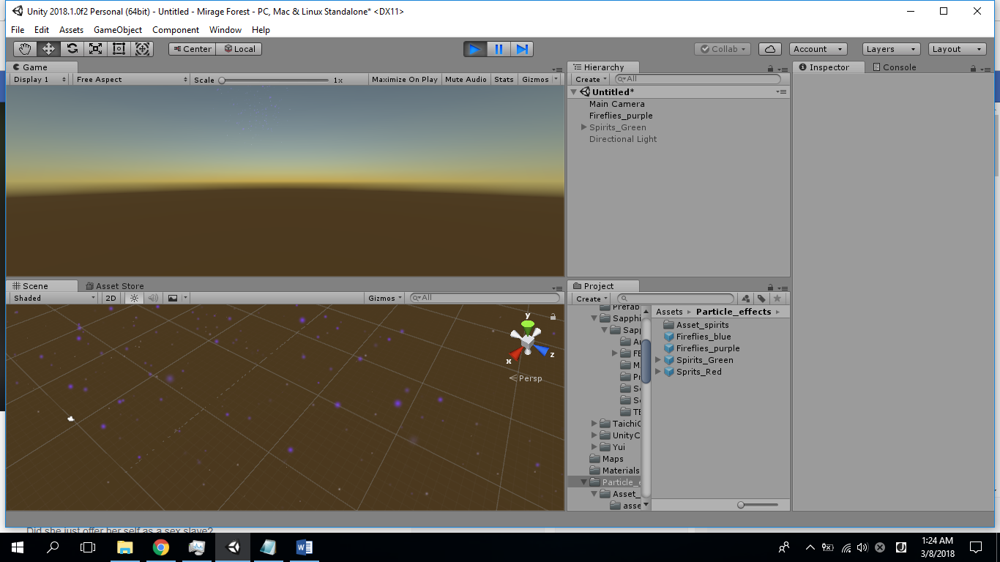 Unity 2018.1.0f2 Personal (64bit) - Untitled - Mirage Forest - PC, Mac & Linux Standalone* <DX11>
File Edit Assets GameObject Component Window Help
Center Local Collab Account Layers Layout
Game
Display 1 Free Aspect Scale 1x Maximize On Play Mute Audio Stats Gizmos
Hierarchy
Create All
Untitled*
Main Camera
Fireflies_purple
Spirits_Green
Directional Light
Inspector Console
Scene Asset Store
Shaded 2D Gizmos All
y
x
z
Persp
Project
Create
Prefab
Sapphi
Sapp
A
FB
M
Pr
Sc
TE
TaichiC
UnityC
Yui
Maps
Materials
Particle_e
Asset_
asse
Assets Particle_effects
Asset_spirits
Fireflies_blue
Fireflies_purple
Spirits_Green
Sprits_Red
Did she just offer her self as a sex slave?
1:24 AM
3/8/2018